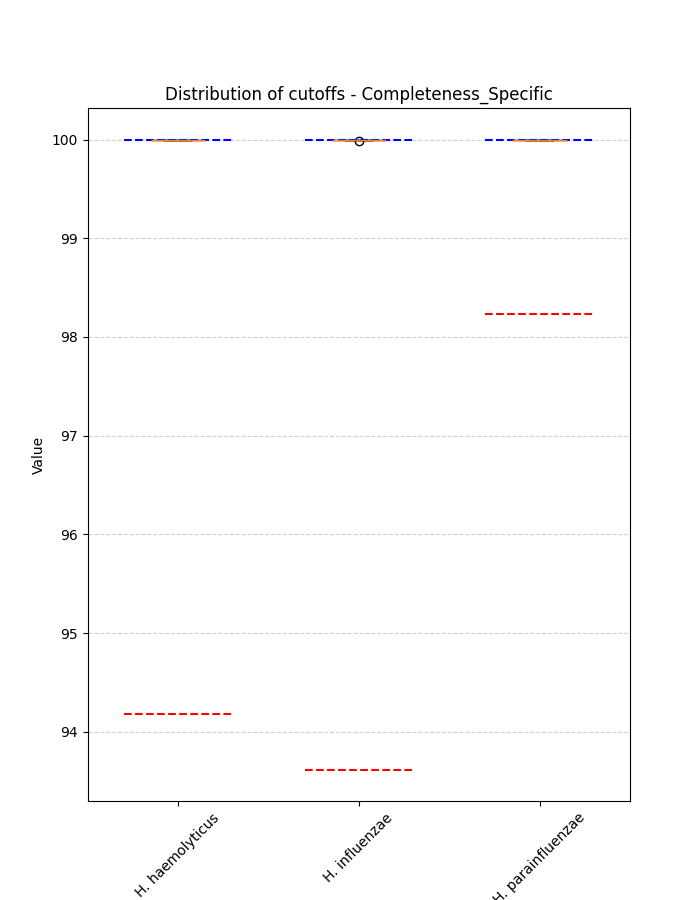 Distribution of cutoffs - Completeness_Specific
100
99
98
97
96
95
94
Value
H. haemolyticus
H. influenzae
H. parainfluenzae